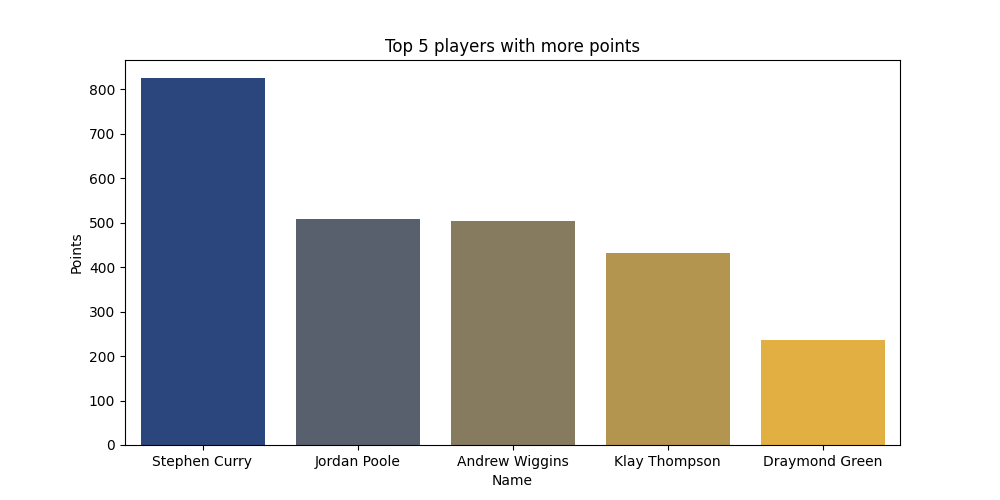 Top 5 players with more points
800
700
600
500
400
300
200
100
0
Points
Stephen Curry
Jordan Poole
Andrew Wiggins
Klay Thompson
Draymond Green
Name